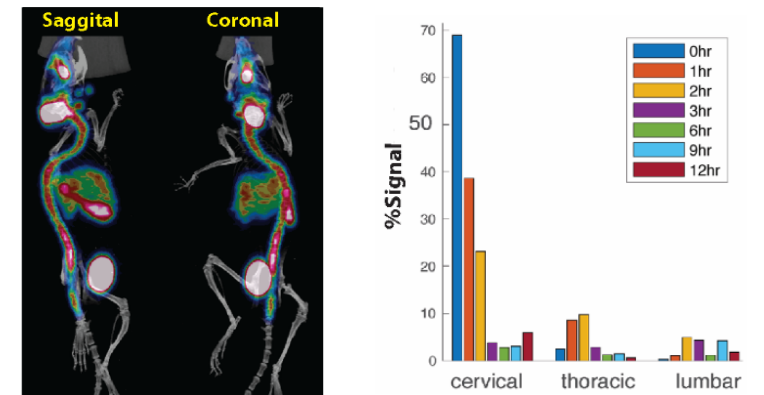 Saggital
Coronal
%Signal
70
60
50
40
30
20
10
0
0hr
1hr
2hr
3hr
6hr
9hr
12hr
cervical
thoracic
lumbar